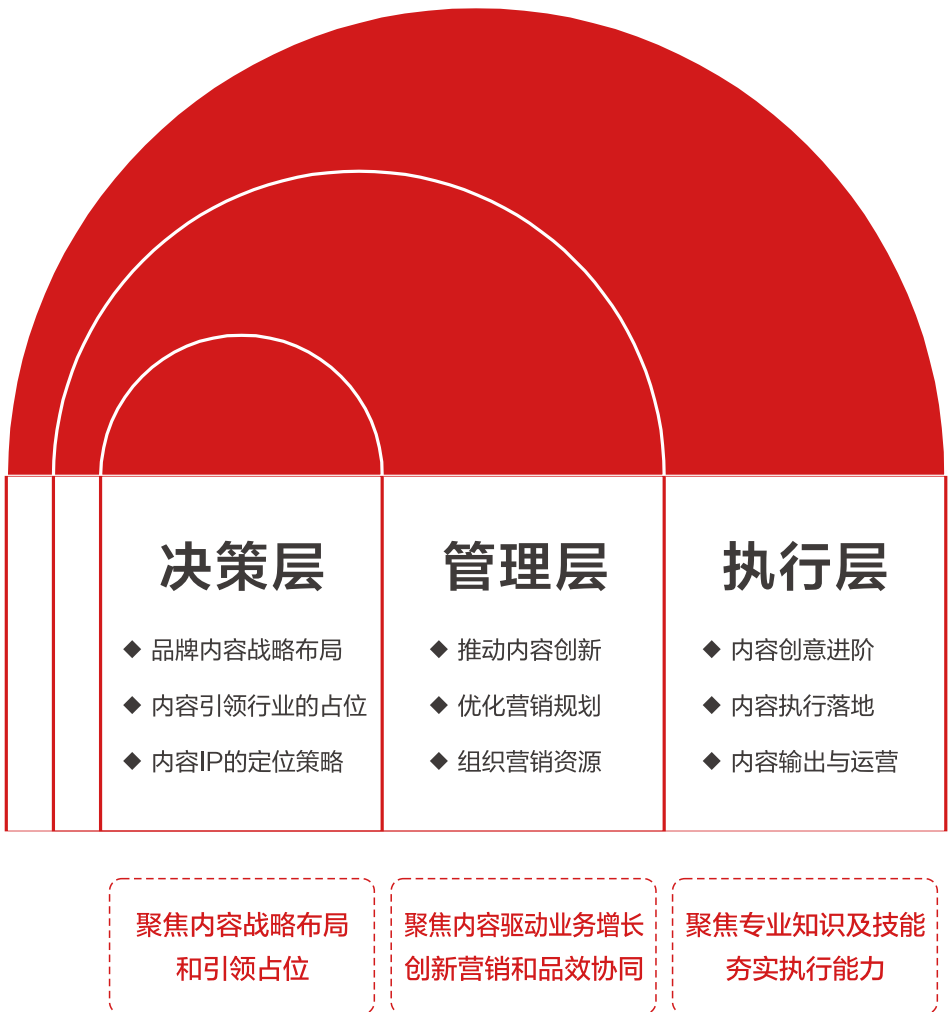 决策层
◆ 品牌内容战略布局
◆ 内容引领行业的占位
◆ 内容IP的定位策略
管理层
◆ 推动内容创新
◆ 优化营销规划
◆ 组织营销资源
执行层
◆ 内容创意进阶
◆ 内容执行落地
◆ 内容输出与运营
聚焦内容战略布局
和引领占位
聚焦内容驱动业务增长
创新营销和品效协同
聚焦专业知识及技能
夯实执行能力